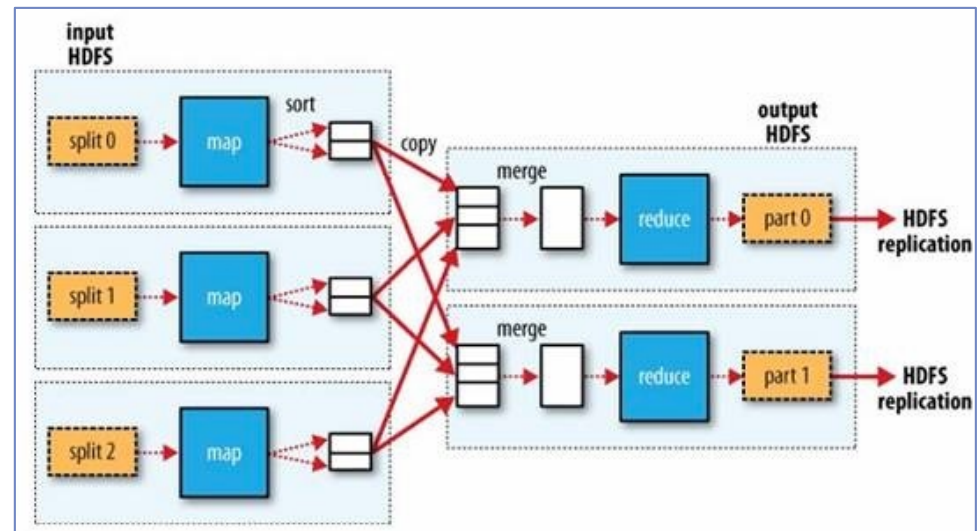 input
HDFS
split 0
map
sort
copy
split 1
map
split 2
map
output
HDFS
merge
reduce
part 0
HDFS
replication
merge
reduce
part 1
HDFS
replication